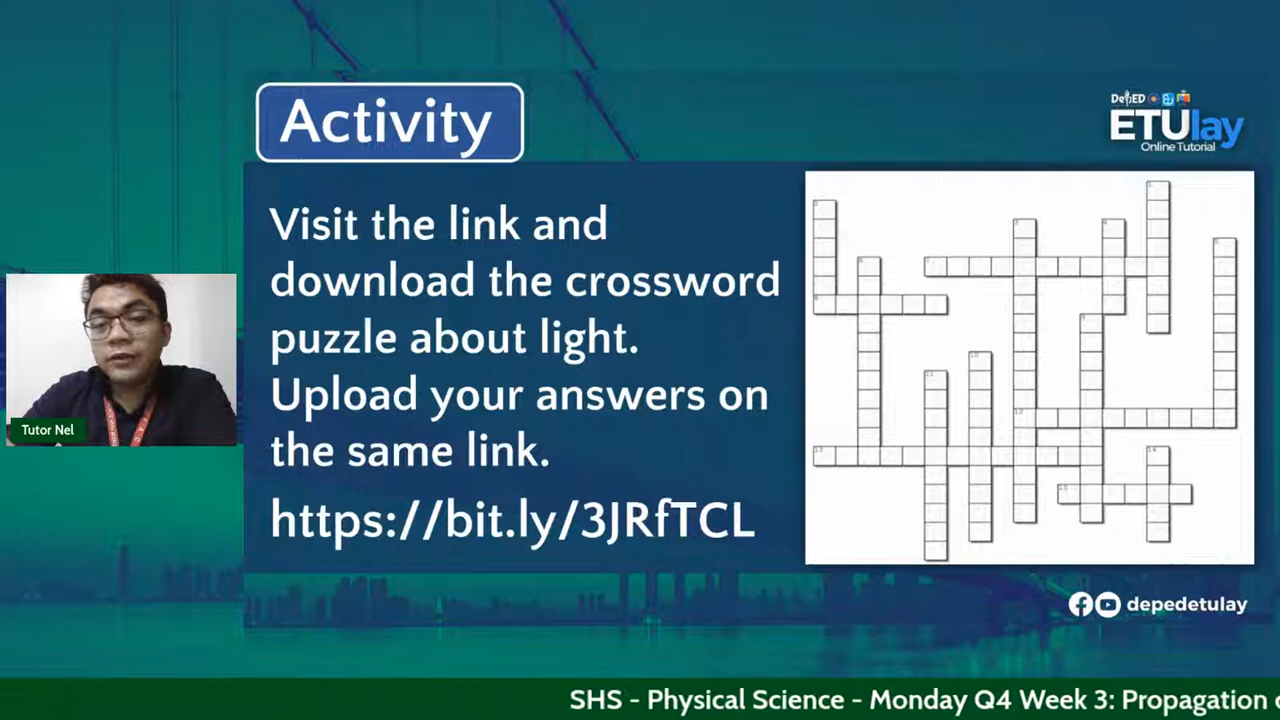 Activity
DepED
ETUlay
Online Tutorial
Visit the link and
download the crossword
puzzle about light.
Upload your answers on
the same link.
https://bit.ly/3JRfTCL
Tutor Nel
depedetulay
SHS - Physical Science - Monday Q4 Week 3: Propagation